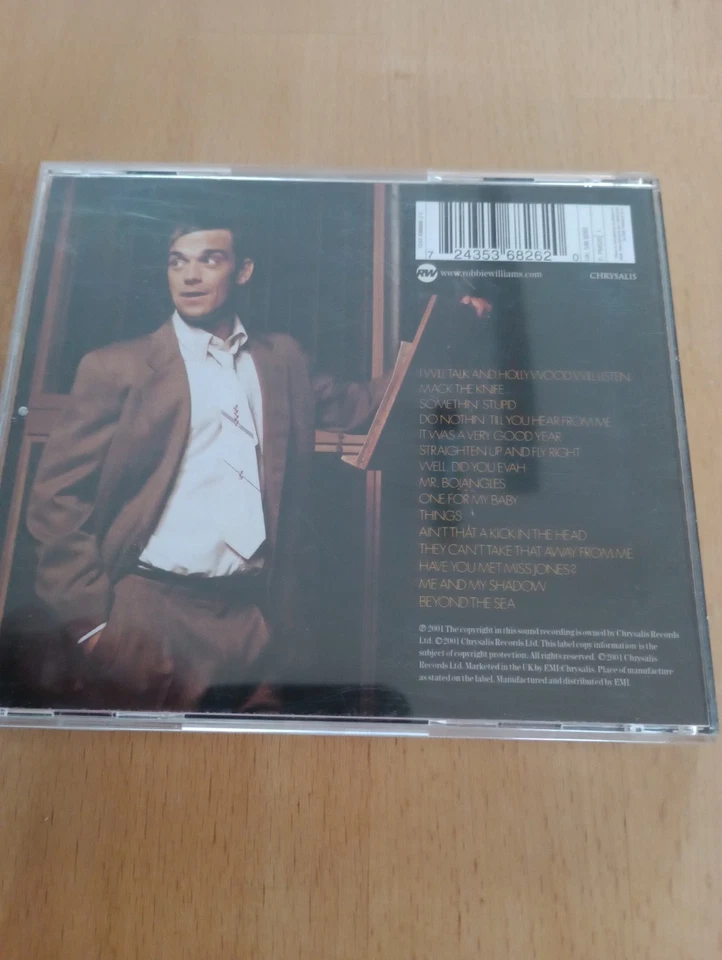 7 24353 68262 0
RW www.robbiewilliams.com
CHRYSALIS
I WILL TALK AND HOLLYWOOD WILL LISTEN
MACK THE KNIFE
SOMETHIN' STUPID
DO NOTHIN' TILL YOU HEAR FROM ME
IT WAS A VERY GOOD YEAR
STRAIGHTEN UP AND FLY RIGHT
WELL, DID YOU EVAH
MR. BOJANGLES
ONE FOR MY BABY
THINGS
AIN'T THAT A KICK IN THE HEAD
THEY CAN'T TAKE THAT AWAY FROM ME
HAVE YOU MET MISS JONES?
ME AND MY SHADOW
BEYOND THE SEA
℗ 2001 The copyright in this sound recording is owned by Chrysalis Records
Ltd. © 2001 Chrysalis Records Ltd. This label copy information is the
subject of copyright protection. All rights reserved. © 2001 Chrysalis
Records Ltd. Marketed in the UK by EMI:Chrysalis. Place of manufacture
as stated on the label. Manufactured and distributed by EMI.